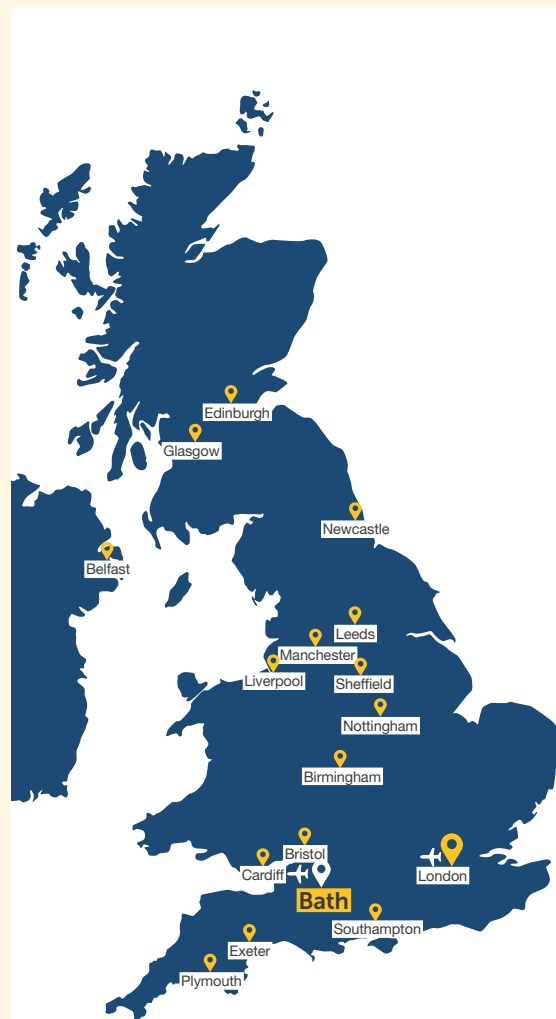 Edinburgh
Glasgow
Newcastle
Belfast
Leeds
Manchester
Liverpool
Sheffield
Nottingham
Birmingham
Bristol
Cardiff
London
Bath
Southampton
Exeter
Plymouth